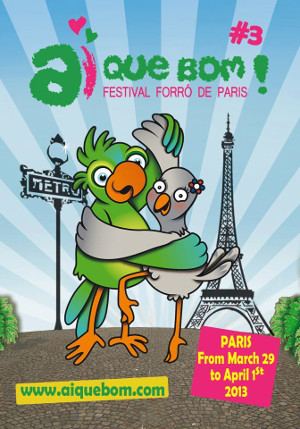 #3
ai QUE BOM!
FESTIVAL FORRÓ DE PARIS
MÉTRO
PARIS
From March 29
to April 1st
2013
www.aiquebom.com